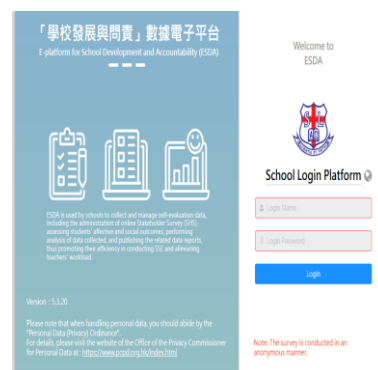 「學校發展與問責」數據電子平台
E-platform for School Development and Accountability (ESDA)
ESDA is used by schools to collect and manage self-evaluation data,
including the administration of online Stakeholder Survey (SHS),
assessing students' affective and social outcomes, performing
analysis of data collected, and publishing the related data reports,
thus promoting their efficiency in conducting SSE and alleviating
teachers' workload.
Version : 5.3.20
Please note that when handling personal data, you should abide by the
"Personal Data (Privacy) Ordinance".
For details, please visit the website of the Office of the Privacy Commissioner
for Personal Data at : https://www.pcpd.org.hk/index.html
Welcome to
ESDA
School Login Platform
Login Name
Login Password
Login
Note: The survey is conducted in an
anonymous manner.